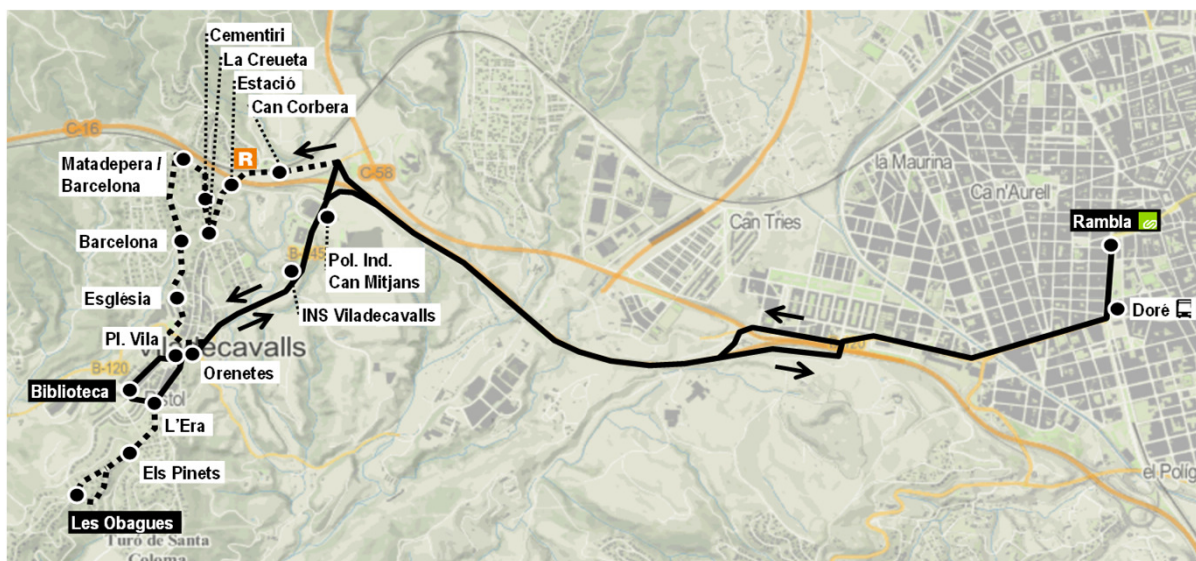 Cementiri
La Creueta
Estació
Can Corbera
C-16
R
Matadepera /
Barcelona
C-58
la Maurina
Ca n'Aurell
Can Tries
Rambla
Barcelona
Pol. Ind.
Can Mitjans
Església
INS Viladecavalls
Doré
Pl. Vila
Viladecavalls
Orenetes
B-120
Biblioteca
L'Era
Els Pinets
el Políg
Les Obagues
Turó de Santa
Coloma